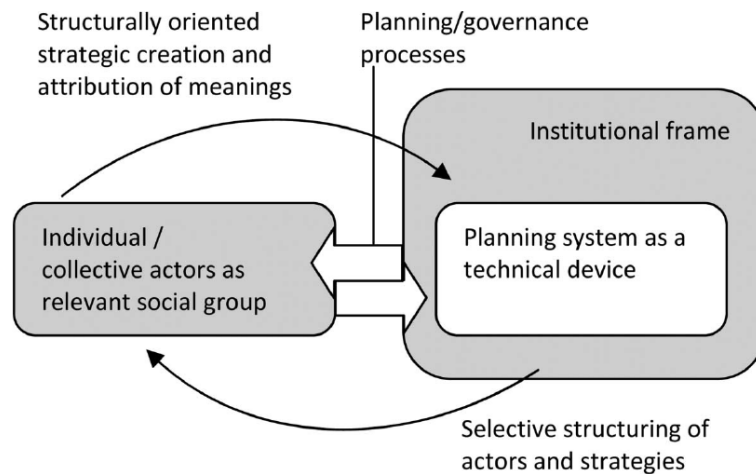 Structurally oriented
strategic creation and
attribution of meanings
Planning/governance
processes
Institutional frame
Individual /
collective actors as
relevant social group
Planning system as a
technical device
Selective structuring of
actors and strategies